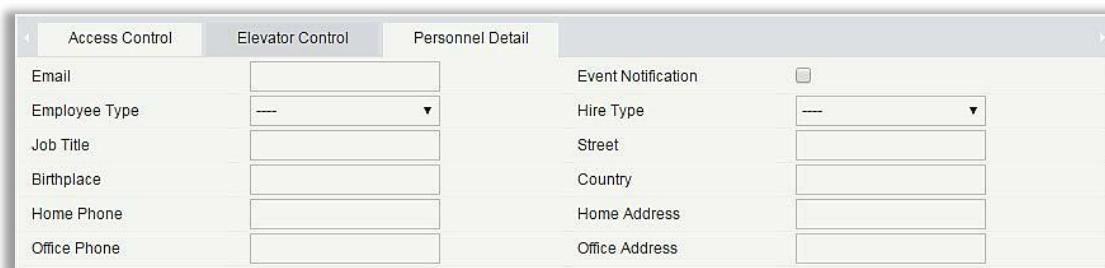 Access Control Elevator Control Personnel Detail
Email Event Notification
Employee Type ---- Hire Type ----
Job Title Street
Birthplace Country
Home Phone Home Address
Office Phone Office Address